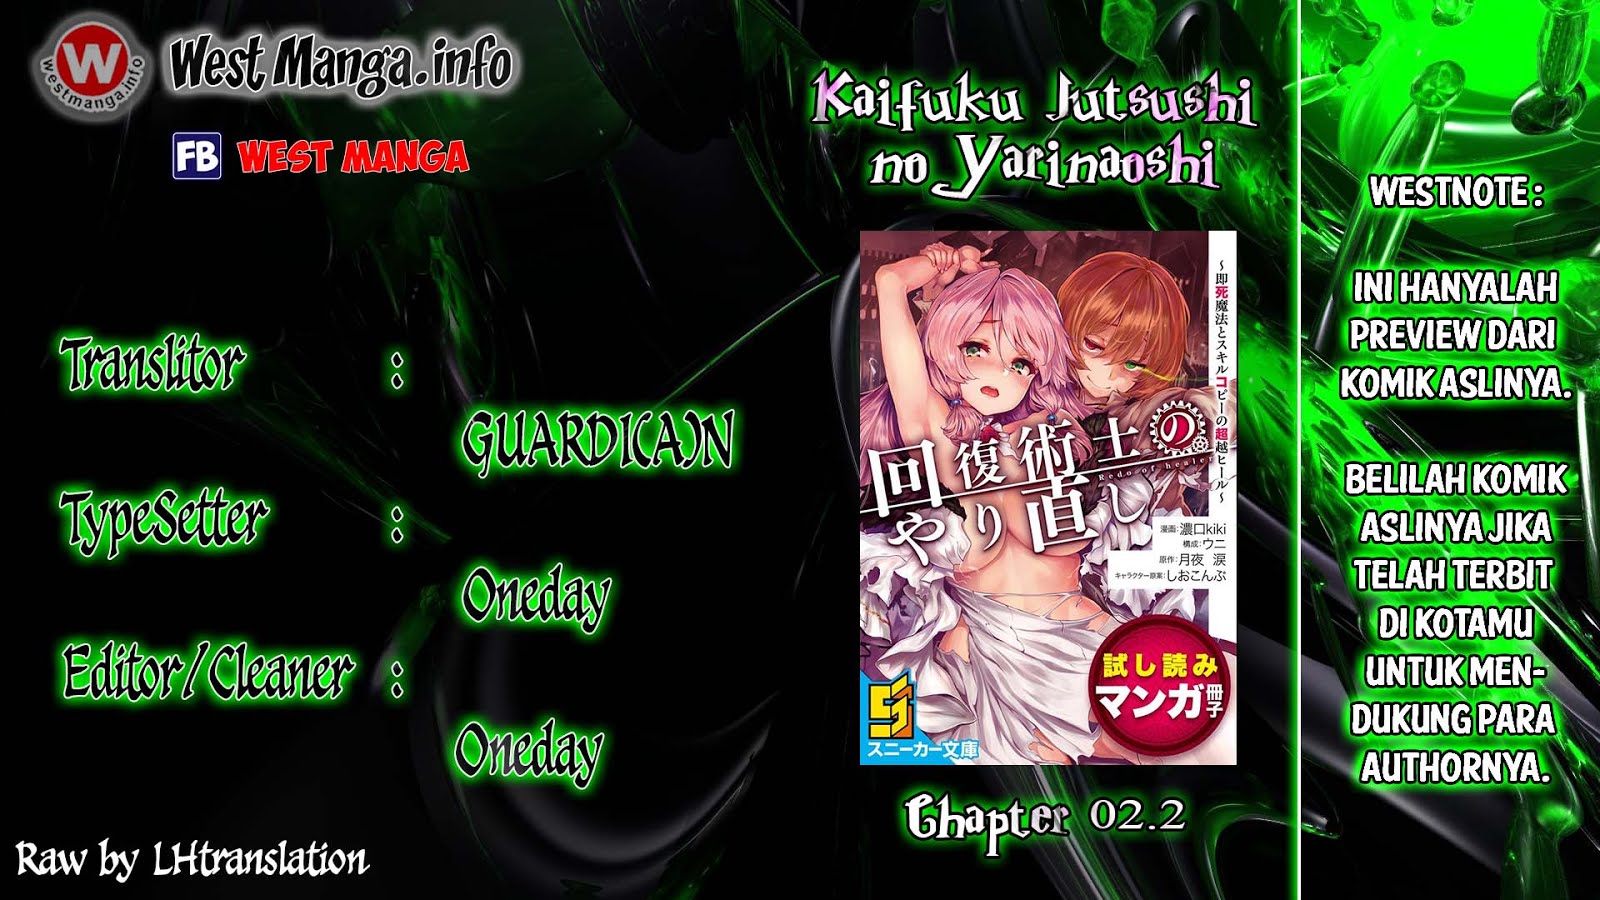 West Manga.info
W
westmanga.info
FB WEST MANGA
Translitor :
GUARDI(A)N
TypeSetter :
Oneday
Editor/Cleaner :
Oneday
Raw by LHtranslation
Kaifuku Jutsushi
no Yarinaoshi
～即死魔法とスキルコピーの超越ヒール～
回復術士の
Redo of healer
やり直し
漫画:濃口kiki
構成:ウニ
原作:月夜 涙
キャラクター原案:しおこんぶ
試し読み
マンガ冊子
スニーカー文庫
Chapter 02.2
WESTNOTE :
INI HANYALAH
PREVIEW DARI
KOMIK ASLINYA.
BELILAH KOMIK
ASLINYA JIKA
TELAH TERBIT
DI KOTAMU
UNTUK MEN-
DUKUNG PARA
AUTHORNYA.